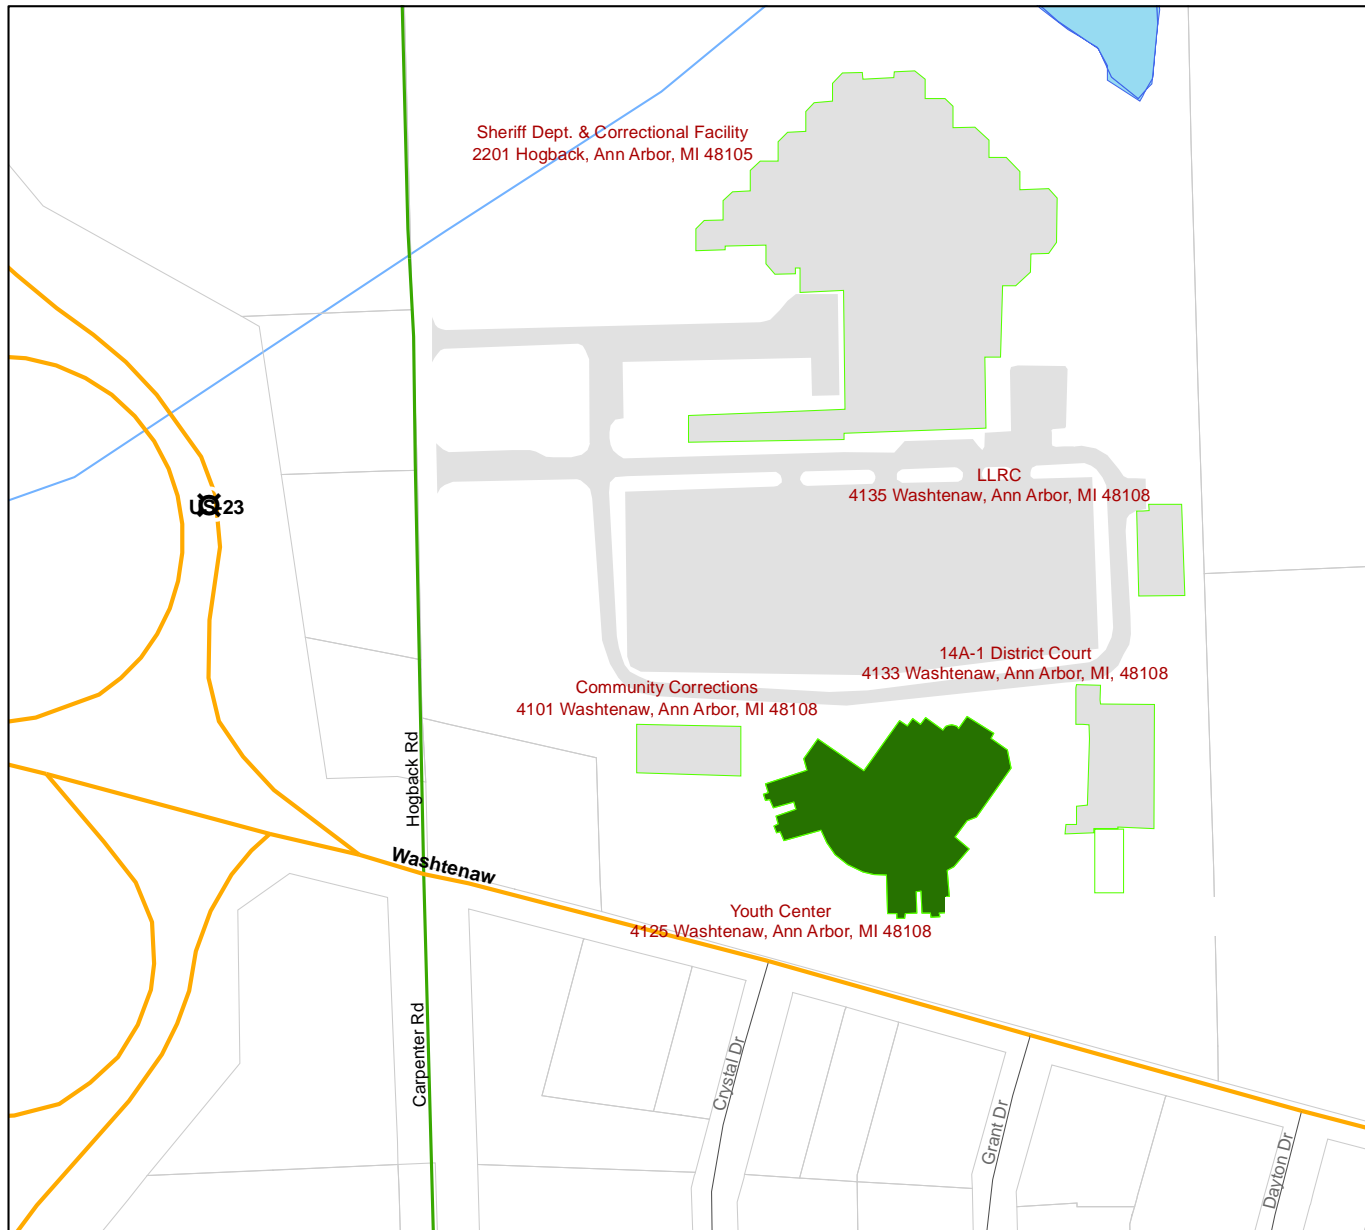 Sheriff Dept. & Correctional Facility
2201 Hogback, Ann Arbor, MI 48105
LLRC
4135 Washtenaw, Ann Arbor, MI 48108
US-23
14A-1 District Court
4133 Washtenaw, Ann Arbor, MI, 48108
Community Corrections
4101 Washtenaw, Ann Arbor, MI 48108
Hogback Rd
Washtenaw
Youth Center
4125 Washtenaw, Ann Arbor, MI 48108
Carpenter Rd
Crystal Dr
Grant Dr
Dayton Dr